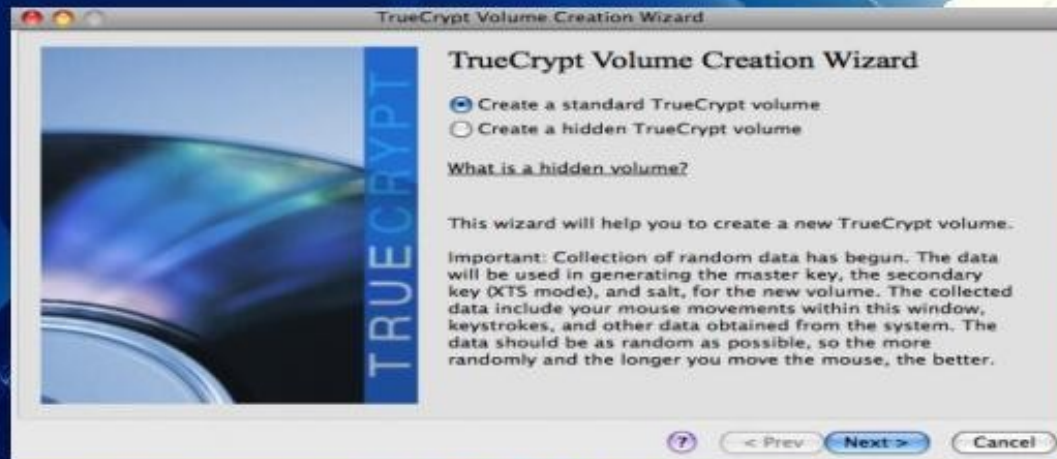 TrueCrypt Volume Creation Wizard
TRUECRYPT
TrueCrypt Volume Creation Wizard
Create a standard TrueCrypt volume
Create a hidden TrueCrypt volume
What is a hidden volume?
This wizard will help you to create a new TrueCrypt volume.
Important: Collection of random data has begun. The data
will be used in generating the master key, the secondary
key (XTS mode), and salt, for the new volume. The collected
data include your mouse movements within this window,
keystrokes, and other data obtained from the system. The
data should be as random as possible, so the more
randomly and the longer you move the mouse, the better.
? < Prev Next > Cancel